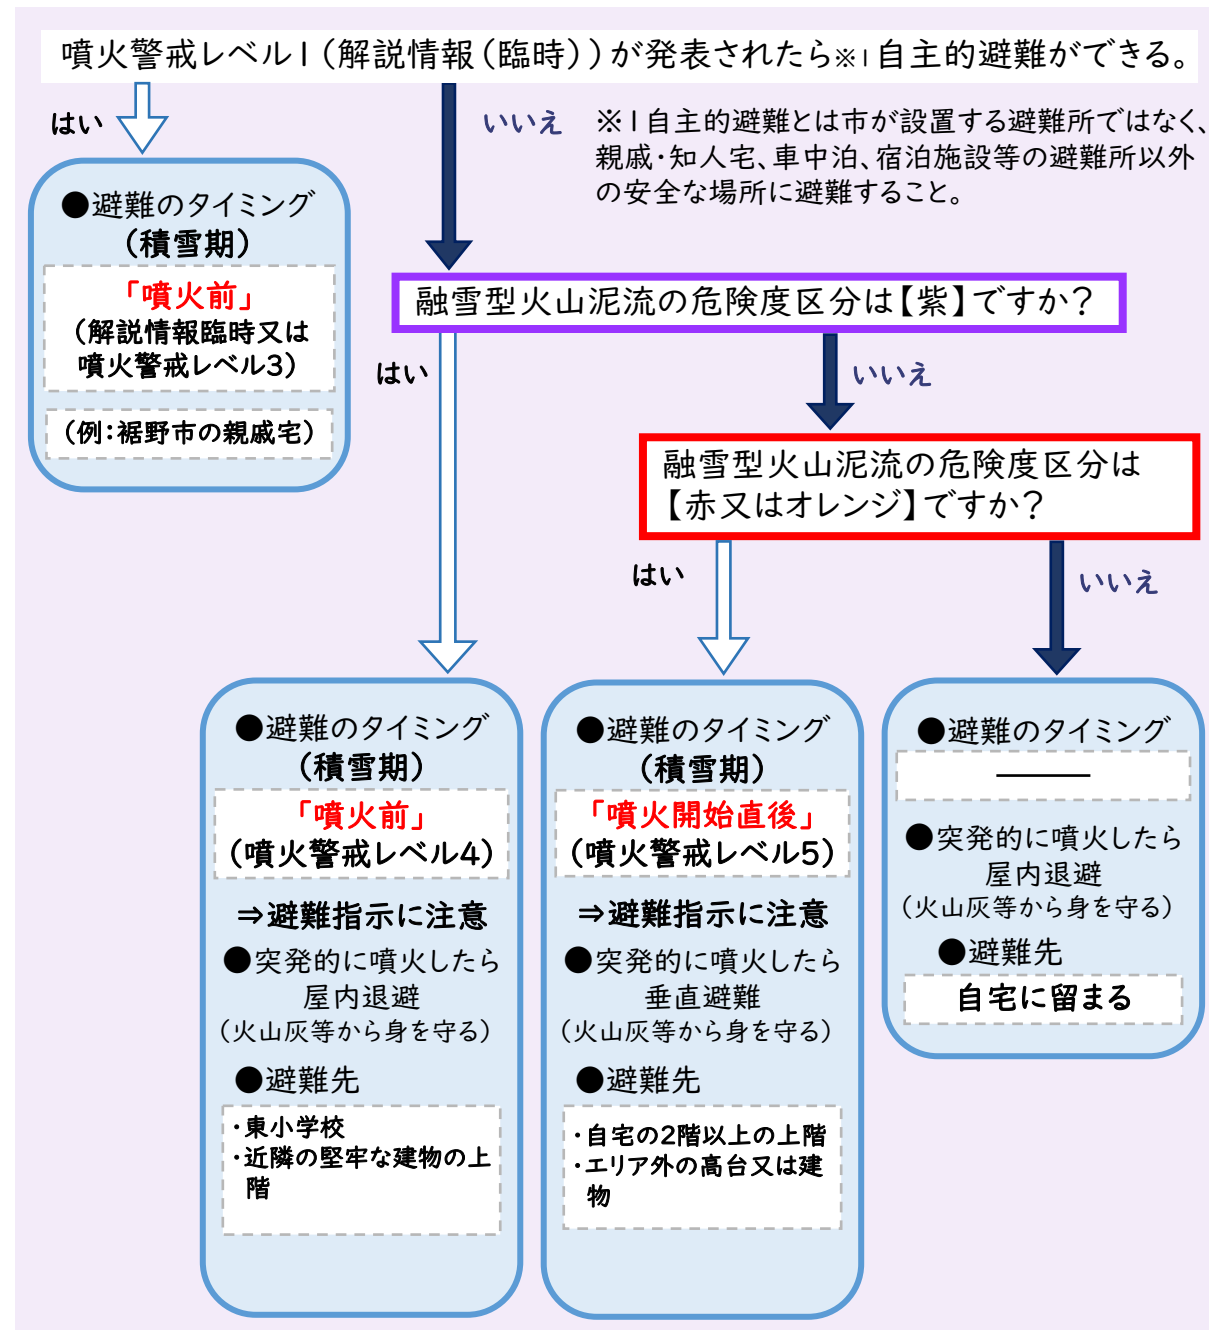 噴火警戒レベル1(解説情報(臨時))が発表されたら※1自主的避難ができる。
はい
いいえ
※1自主的避難とは市が設置する避難所ではなく、
親戚・知人宅、車中泊、宿泊施設等の避難所以外
の安全な場所に避難すること。
●避難のタイミング
(積雪期)
「噴火前」
(解説情報臨時又は
噴火警戒レベル3)
(例:裾野市の親戚宅)
融雪型火山泥流の危険度区分は【紫】ですか?
はい
いいえ
融雪型火山泥流の危険度区分は
【赤又はオレンジ】ですか?
はい
いいえ
●避難のタイミング
(積雪期)
「噴火前」
(噴火警戒レベル4)
⇒避難指示に注意
●突発的に噴火したら
屋内退避
(火山灰等から身を守る)
●避難先
・東小学校
・近隣の堅牢な建物の上
階
●避難のタイミング
(積雪期)
「噴火開始直後」
(噴火警戒レベル5)
⇒避難指示に注意
●突発的に噴火したら
垂直避難
(火山灰等から身を守る)
●避難先
・自宅の2階以上の上階
・エリア外の高台又は建
物
●避難のタイミング
———
●突発的に噴火したら
屋内退避
(火山灰等から身を守る)
●避難先
自宅に留まる